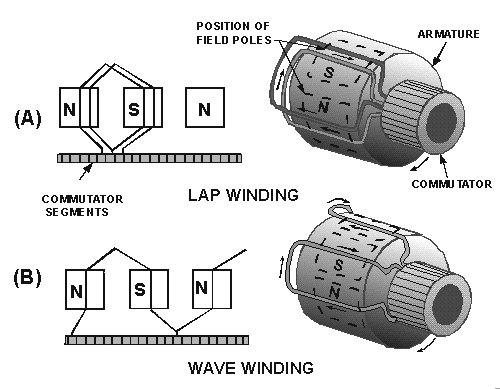 POSITION OF
FIELD POLES
ARMATURE
S
N
(A)
N
S
N
COMMUTATOR
SEGMENTS
COMMUTATOR
LAP WINDING
(B)
N
S
N
S
N
WAVE WINDING